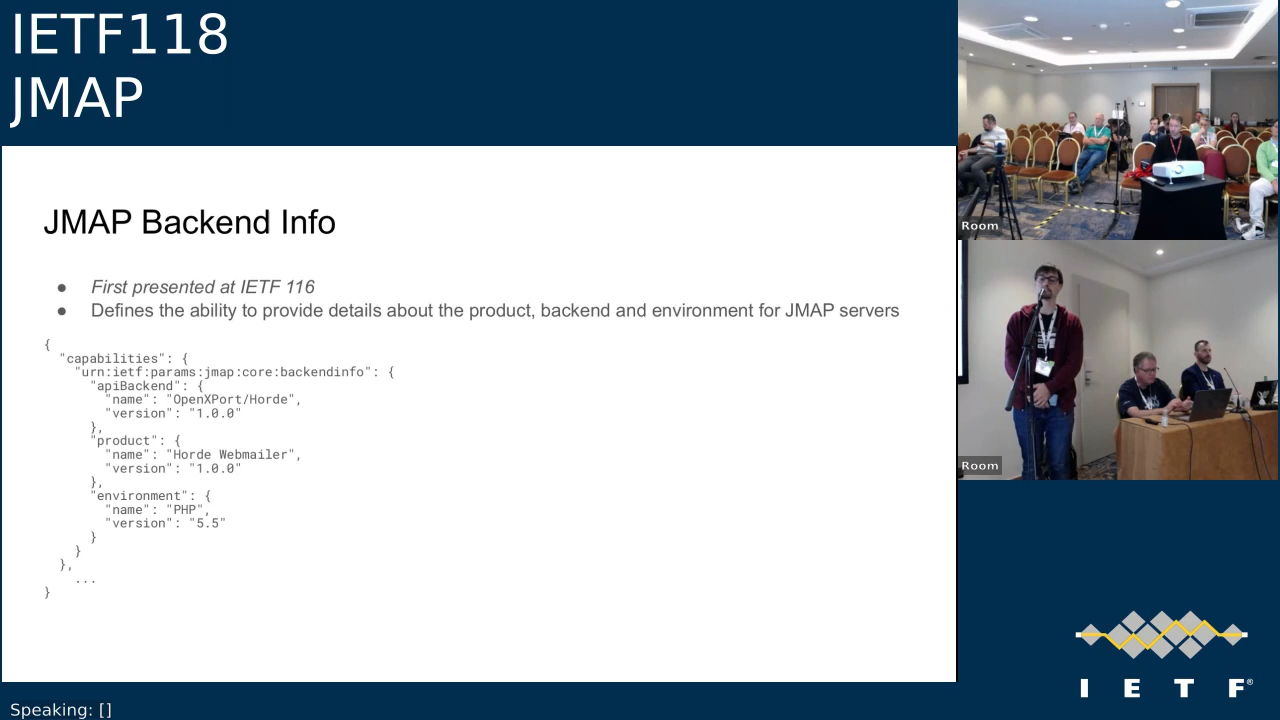 IETF118
JMAP
JMAP Backend Info
● First presented at IETF 116
● Defines the ability to provide details about the product, backend and environment for JMAP servers
{
  "capabilities": {
    "urn:ietf:params:jmap:core:backendinfo": {
      "apiBackend": {
        "name": "OpenXPort/Horde",
        "version": "1.0.0"
      },
      "product": {
        "name": "Horde Webmailer",
        "version": "1.0.0"
      },
      "environment": {
        "name": "PHP",
        "version": "5.5"
      }
    }
  },
    ...
}
Room
Room
I E T F®
Speaking: []